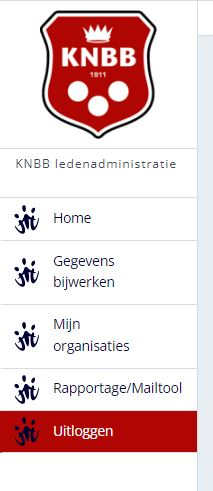 KNBB
1911
KNBB ledenadministratie
Home
Gegevens
bijwerken
Mijn
organisaties
Rapportage/Mailtool
Uitloggen